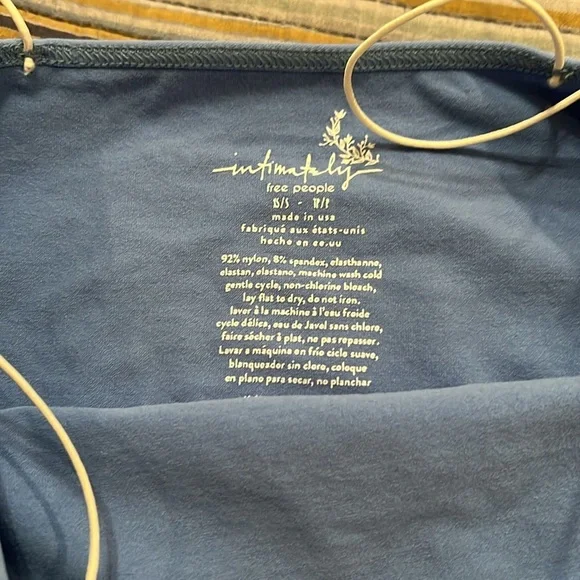 intimately
free people
XS/S - TP/P
made in usa
fabriqué aux états-unis
hecho en ee.uu
92% nylon, 8% spandex, elasthanne,
elastan, elastano, machine wash cold
gentle cycle, non-chlorine bleach,
lay flat to dry, do not iron.
laver à la machine à l'eau froide
cycle délica, eau de Javel sans chlore,
faire sécher à plat, no pas repasser.
Lavar a máquina en frío ciclo suave,
blanqueador sin cloro, coloque
en plano para secar, no planchar